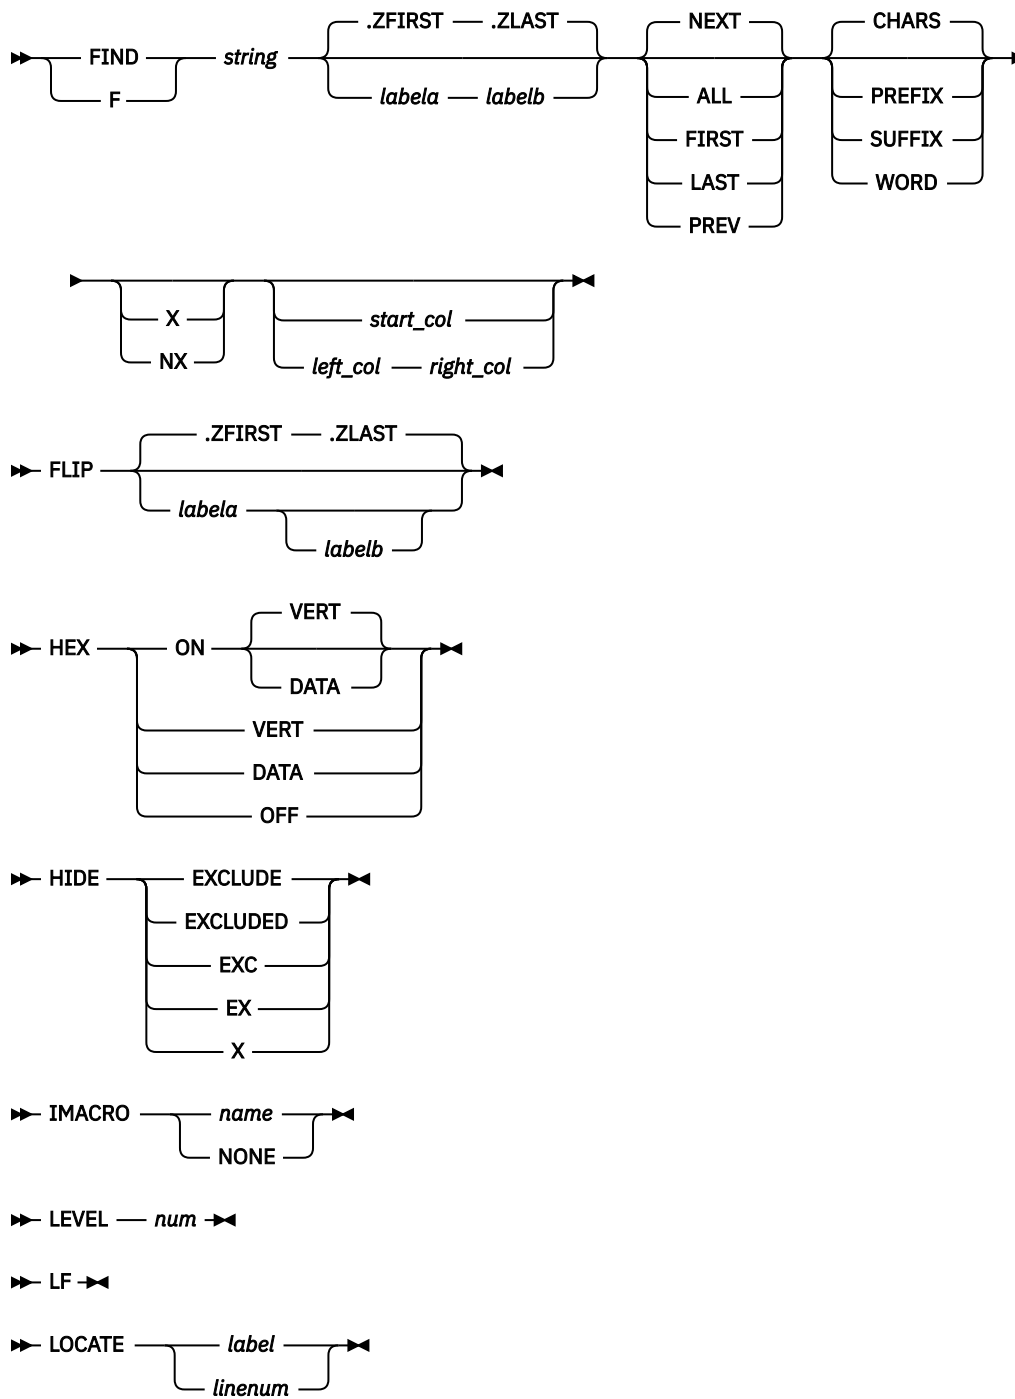 .ZFIRST .ZLAST NEXT CHARS
FIND string
F labela labelb ALL PREFIX
FIRST SUFFIX
LAST WORD
PREV
X start_col
NX left_col right_col
.ZFIRST .ZLAST
FLIP
labela
labelb
VERT
HEX ON
DATA
VERT
DATA
OFF
HIDE EXCLUDE
EXCLUDED
EXC
EX
X
IMACRO name
NONE
LEVEL num
LF
LOCATE label
linenum